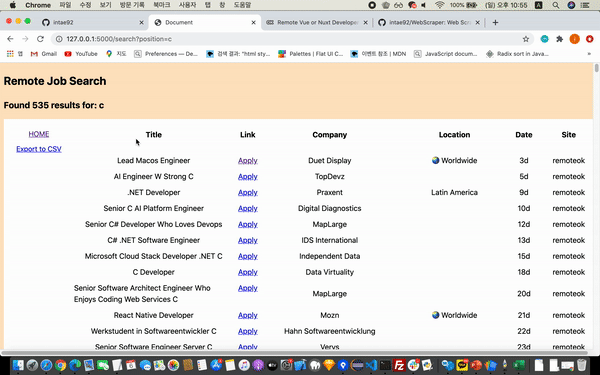 Chrome 파일 수정 보기 방문 기록 북마크 사용자 탭 창 도움말 100% (일) 오후 10:55
intae92 Document Remote Vue or Nuxt Develope intae92/WebScraper: Web Scr
127.0.0.1:5000/search?position=c
앱 Gmail YouTube 지도 Preferences — De... 검색 결과: "html sty... Palettes | Flat UI C... 이벤트 참조 | MDN JavaScript docum... Radix sort in Javas...
Remote Job Search
Found 535 results for: c
HOME
Export to CSV
Title Link Company Location Date Site
Lead Macos Engineer Apply Duet Display Worldwide 3d remoteok
AI Engineer W Strong C Apply TopDevz 5d remoteok
.NET Developer Apply Praxent Latin America 9d remoteok
Senior C AI Platform Engineer Apply Digital Diagnostics 10d remoteok
Senior C# Developer Who Loves Devops Apply MapLarge 12d remoteok
C# .NET Software Engineer Apply IDS International 13d remoteok
Microsoft Cloud Stack Developer .NET C Apply Independent Data 15d remoteok
C Developer Apply Data Virtuality 18d remoteok
Senior Software Architect Engineer Who
Enjoys Coding Web Services C Apply MapLarge 20d remoteok
React Native Developer Apply Mozn Worldwide 21d remoteok
Werkstudent in Softwareentwickler C Apply Hahn Softwareentwicklung 22d remoteok
Senior Software Engineer Server C Apply Verys 23d remoteok